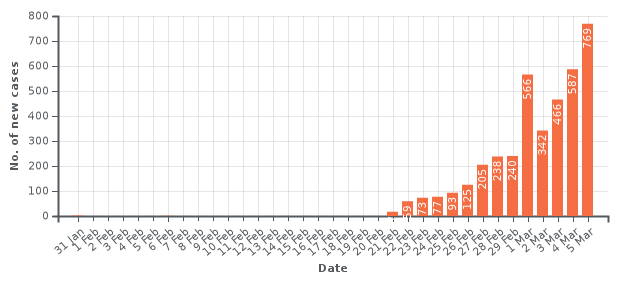 No. of new cases
800
700
600
500
400
300
200
100
0
59
73
77
93
125
205
238
240
566
342
466
587
769
31 Jan
1 Feb
2 Feb
3 Feb
4 Feb
5 Feb
6 Feb
7 Feb
8 Feb
9 Feb
10 Feb
11 Feb
12 Feb
13 Feb
14 Feb
15 Feb
16 Feb
17 Feb
18 Feb
19 Feb
20 Feb
21 Feb
22 Feb
23 Feb
24 Feb
25 Feb
26 Feb
27 Feb
28 Feb
29 Feb
1 Mar
2 Mar
3 Mar
4 Mar
5 Mar
Date